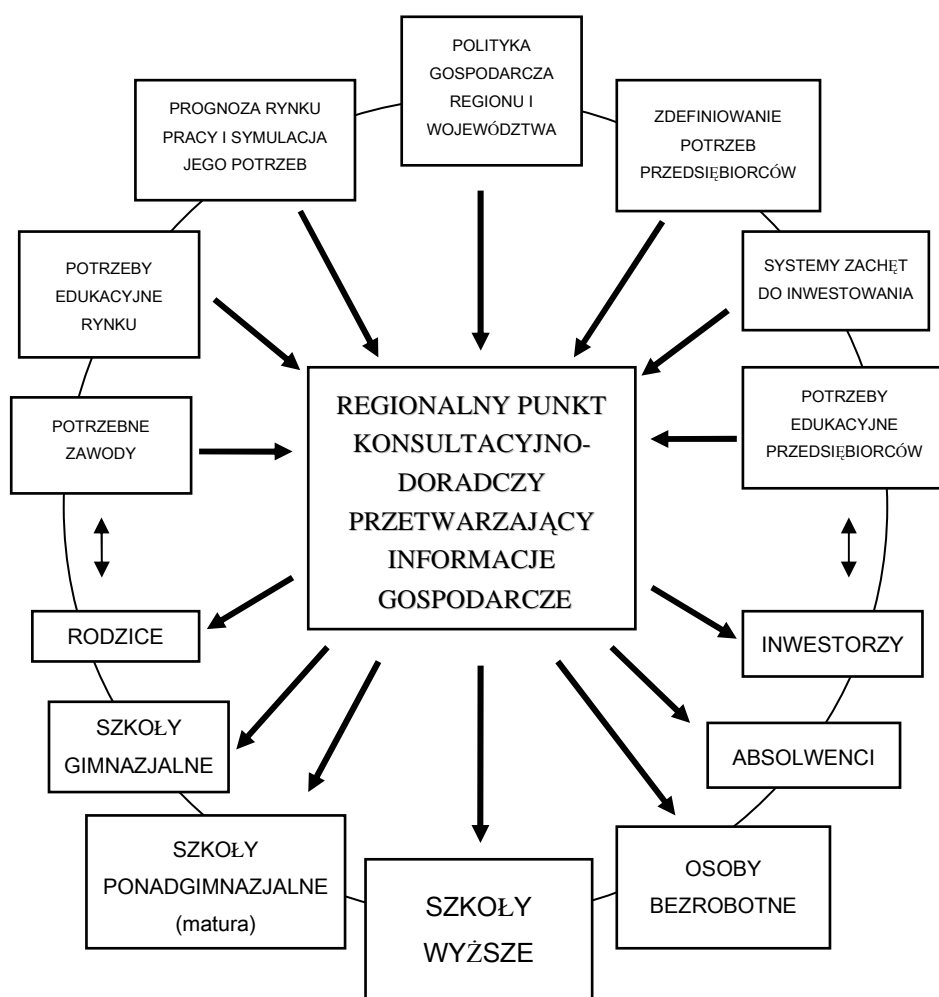 POLITYKA
GOSPODARCZA
REGIONU I
WOJEWÓDZTWA
PROGNOZA RYNKU
PRACY I SYMULACJA
JEGO POTRZEB
ZDEFINIOWANIE
POTRZEB
PRZEDSIĘBIORCÓW
POTRZEBY
EDUKACYJNE
RYNKU
SYSTEMY ZACHĘT
DO INWESTOWANIA
POTRZEBNE
ZAWODY
REGIONALNY PUNKT
KONSULTACYJNO-
DORADCZY
PRZETWARZAJĄCY
INFORMACJE
GOSPODARCZE
POTRZEBY
EDUKACYJNE
PRZEDSIĘBIORCÓW
RODZICE
INWESTORZY
SZKOŁY
GIMNAZJALNE
ABSOLWENCI
SZKOŁY
PONADGIMNAZJALNE
(matura)
SZKOŁY
WYŻSZE
OSOBY
BEZROBOTNE